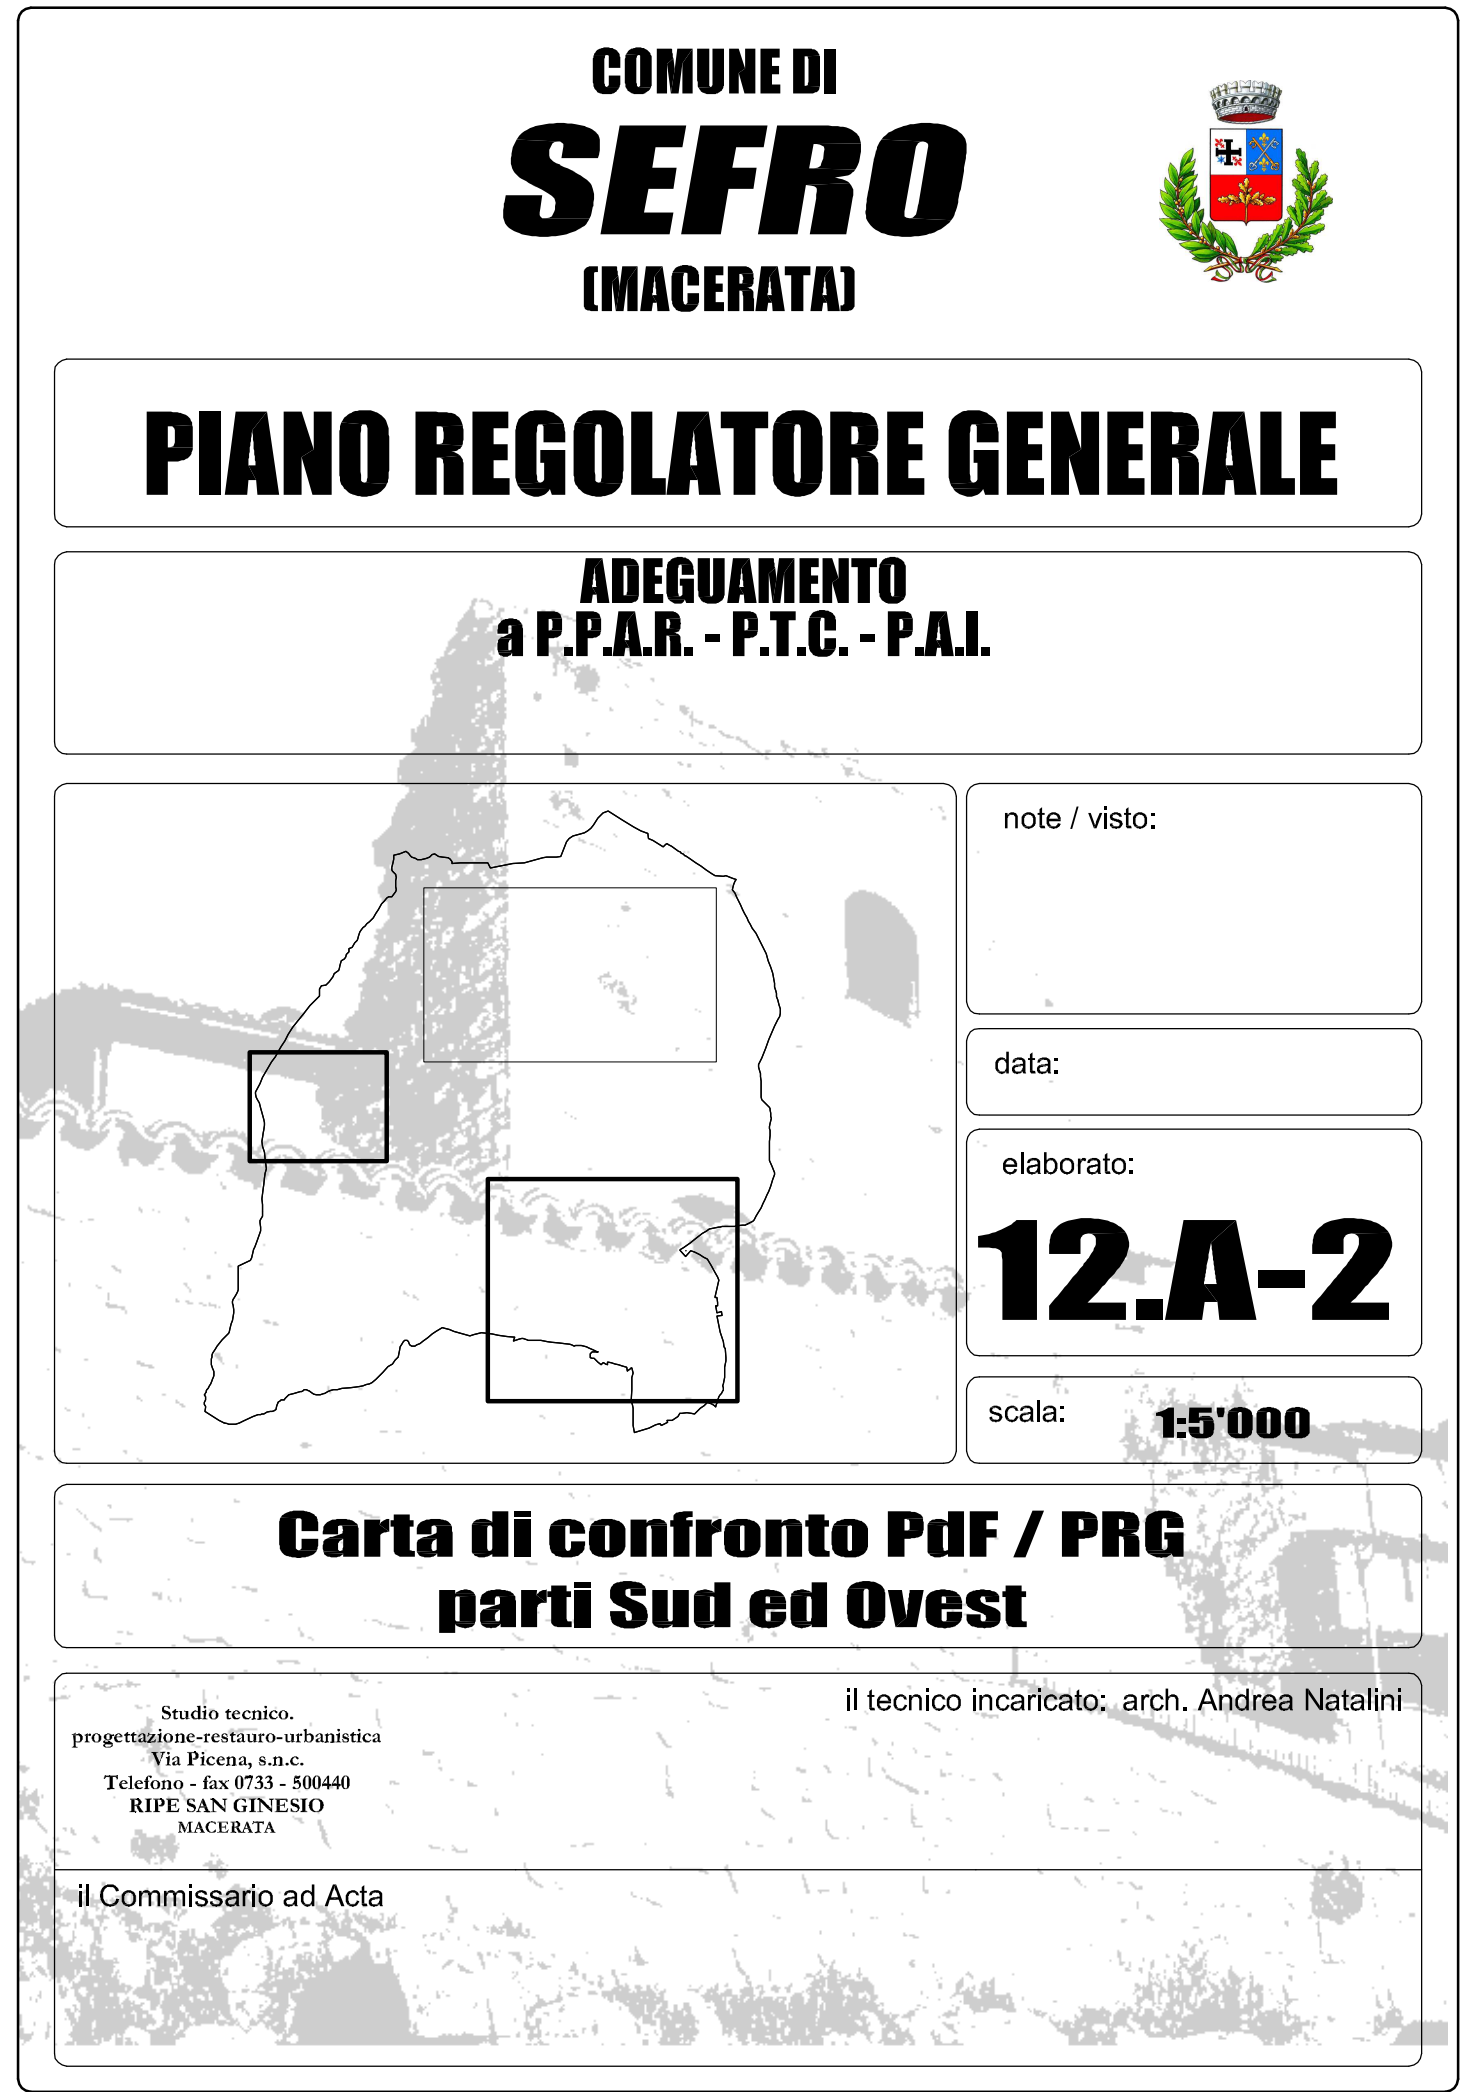 COMUNE DI
SEFRO
(MACERATA)
PIANO REGOLATORE GENERALE
ADEGUAMENTO
a P.P.A.R. - P.T.C. - P.A.I.
note / visto:
data:
elaborato:
12.A-2
scala: 1:5'000
Carta di confronto PdF / PRG
parti Sud ed Ovest
il tecnico incaricato: arch. Andrea Natalini
Studio tecnico.
progettazione-restauro-urbanistica
Via Picena, s.n.c.
Telefono - fax 0733 - 500440
RIPE SAN GINESIO
MACERATA
il Commissario ad Acta